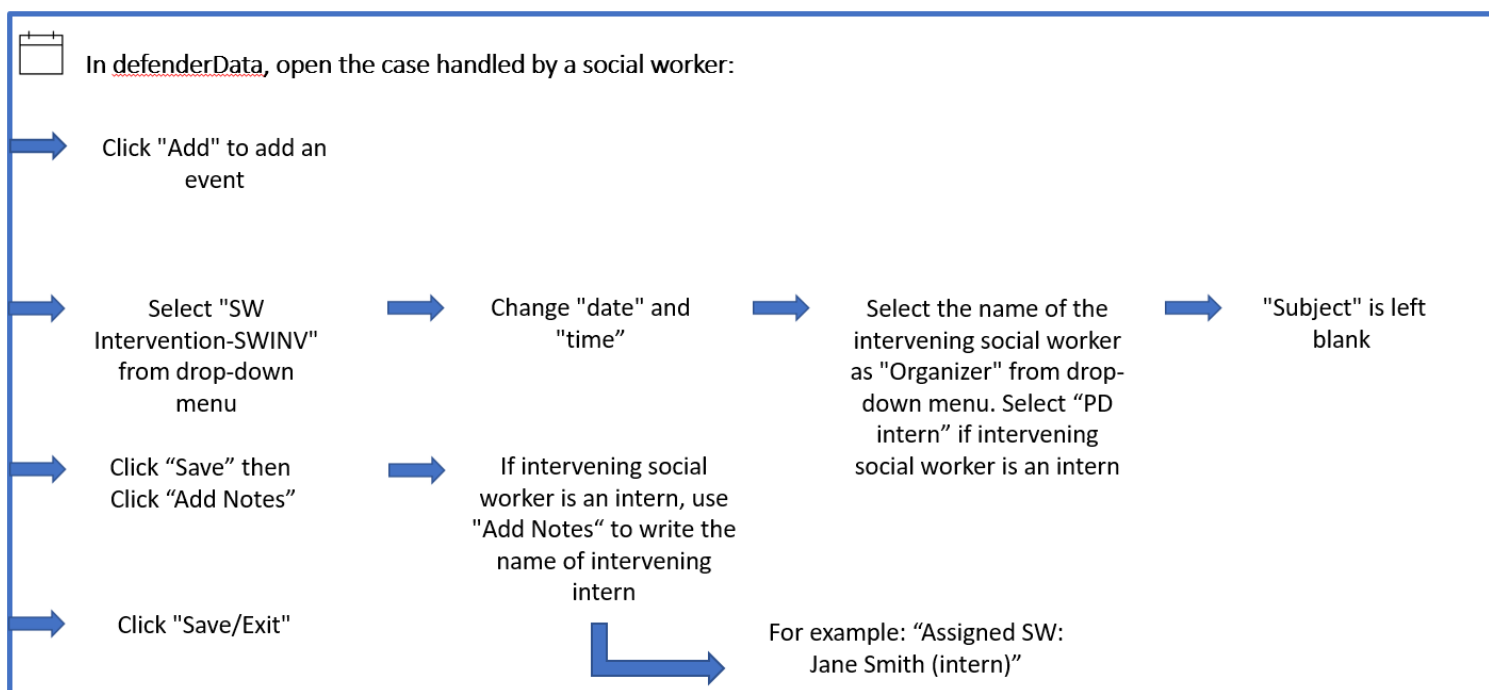 In defenderData, open the case handled by a social worker:
Click "Add" to add an
event
Select "SW
Intervention-SWINV"
from drop-down
menu
Change "date" and
"time”
Select the name of the
intervening social worker
as "Organizer" from drop-
down menu. Select “PD
intern” if intervening
social worker is an intern
"Subject" is left
blank
Click “Save” then
Click “Add Notes”
If intervening social
worker is an intern, use
"Add Notes“ to write the
name of intervening
intern
For example: “Assigned SW:
Jane Smith (intern)”
Click "Save/Exit"